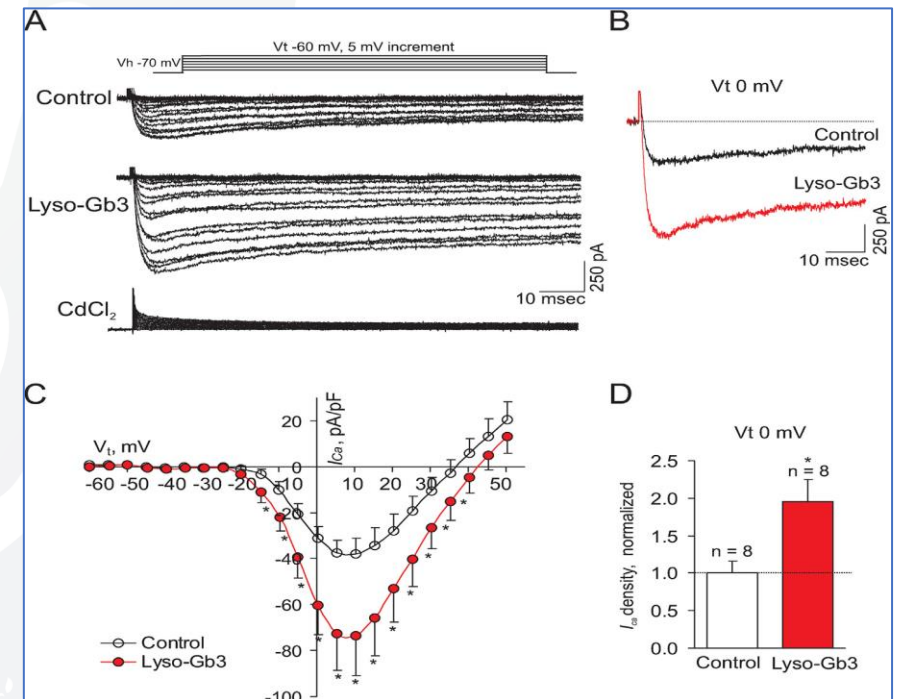 A
Vt -60 mV, 5 mV increment
Vh -70 mV
Control
Lyso-Gb3
250 pA
10 msec
CdCl2
B
Vt 0 mV
Control
Lyso-Gb3
10 msec
250 pA
C
Vt, mV
ICa, pA/pF
20
0
-20
-40
-60
-80
-100
-60 -50 -40 -30 -20 10 20 30 40 50
* * * * * * * * * * * * *
Control
Lyso-Gb3
D
Vt 0 mV
2.5
2.0
1.5
1.0
0.5
0.0
Ica density, normalized
*
n = 8
n = 8
Control Lyso-Gb3